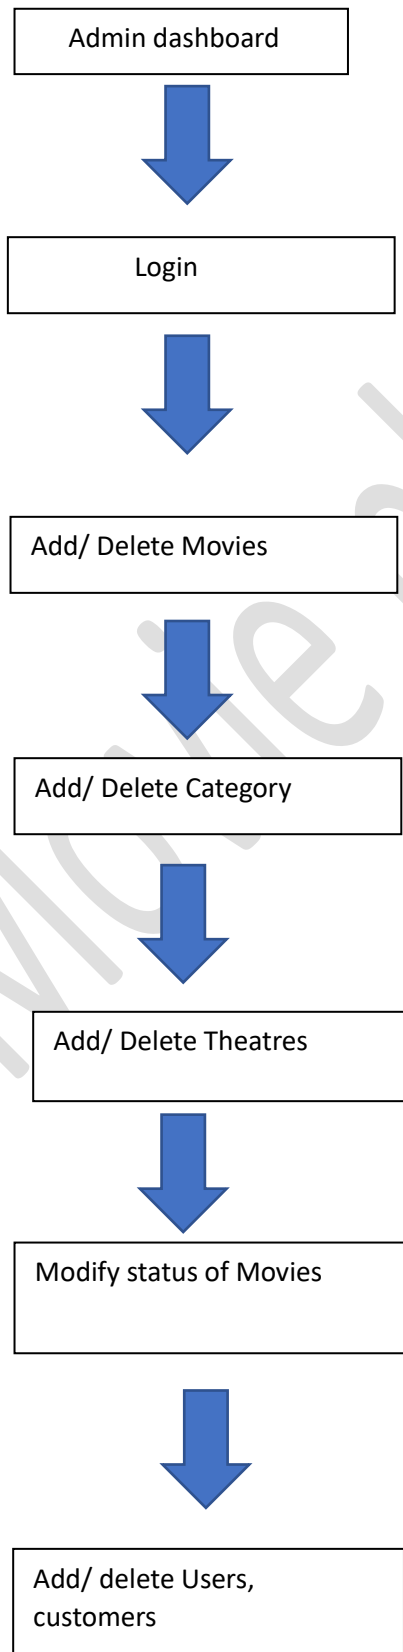 Admin dashboard
Login
Add/ Delete Movies
Add/ Delete Category
Add/ Delete Theatres
Modify status of Movies
Add/ delete Users,
customers
Movie